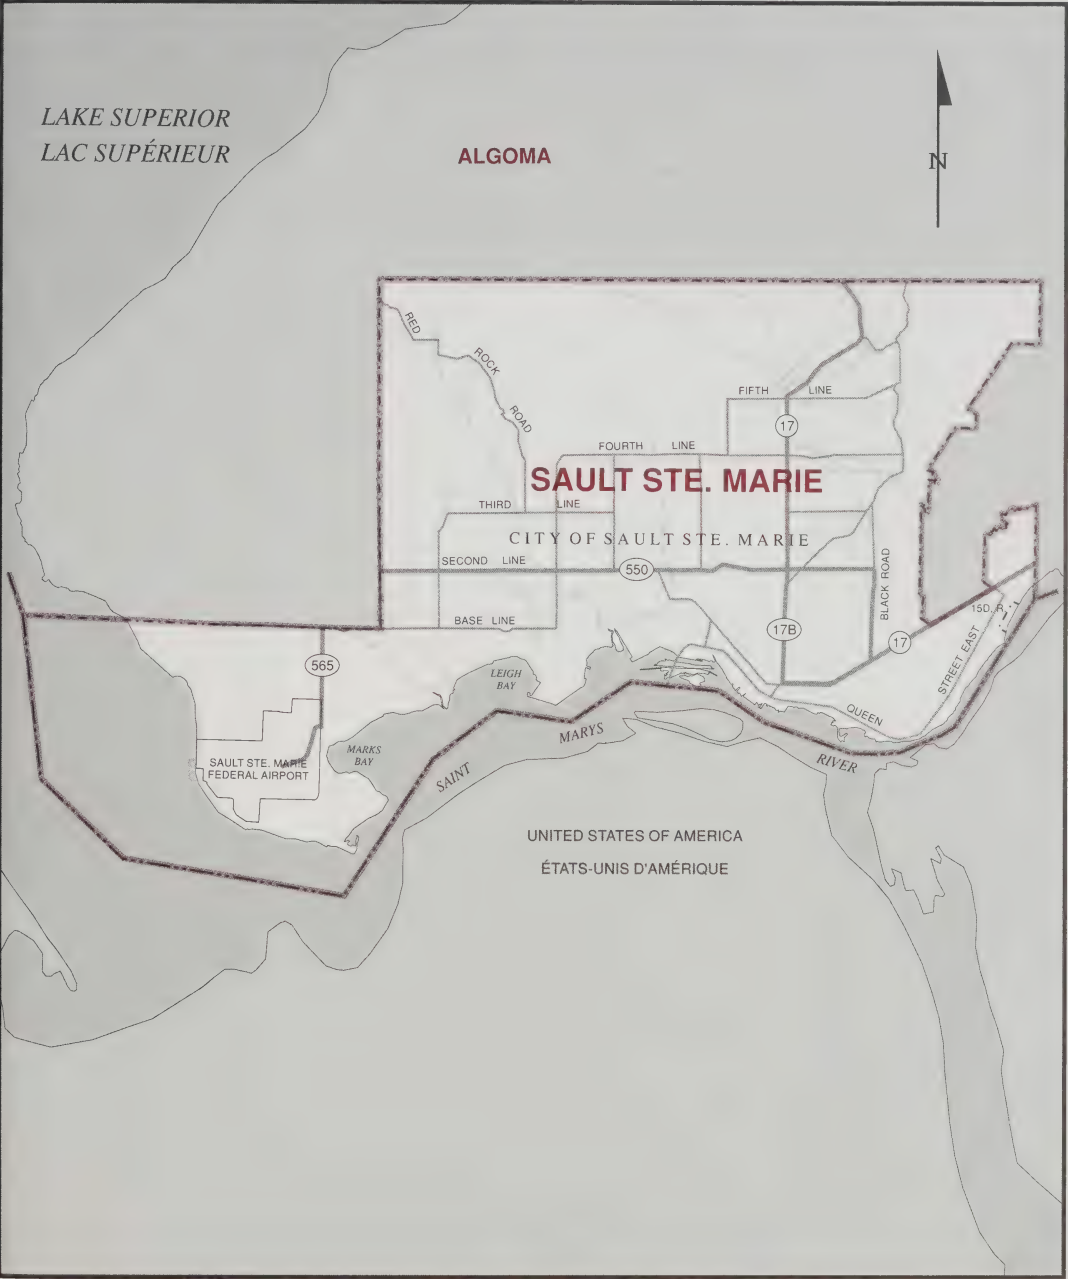 LAKE SUPERIOR
LAC SUPÉRIEUR
ALGOMA
N
RED
ROCK
ROAD
FIFTH LINE
17
FOURTH LINE
SAULT STE. MARIE
THIRD LINE
CITY OF SAULT STE. MARIE
SECOND LINE
550
BLACK ROAD
BASE LINE
17B
15D, R.
17
STREET EAST
QUEEN
565
LEIGH
BAY
MARKS
BAY
SAULT STE. MARIE
FEDERAL AIRPORT
SAINT
MARYS
RIVER
UNITED STATES OF AMERICA
ÉTATS-UNIS D'AMÉRIQUE